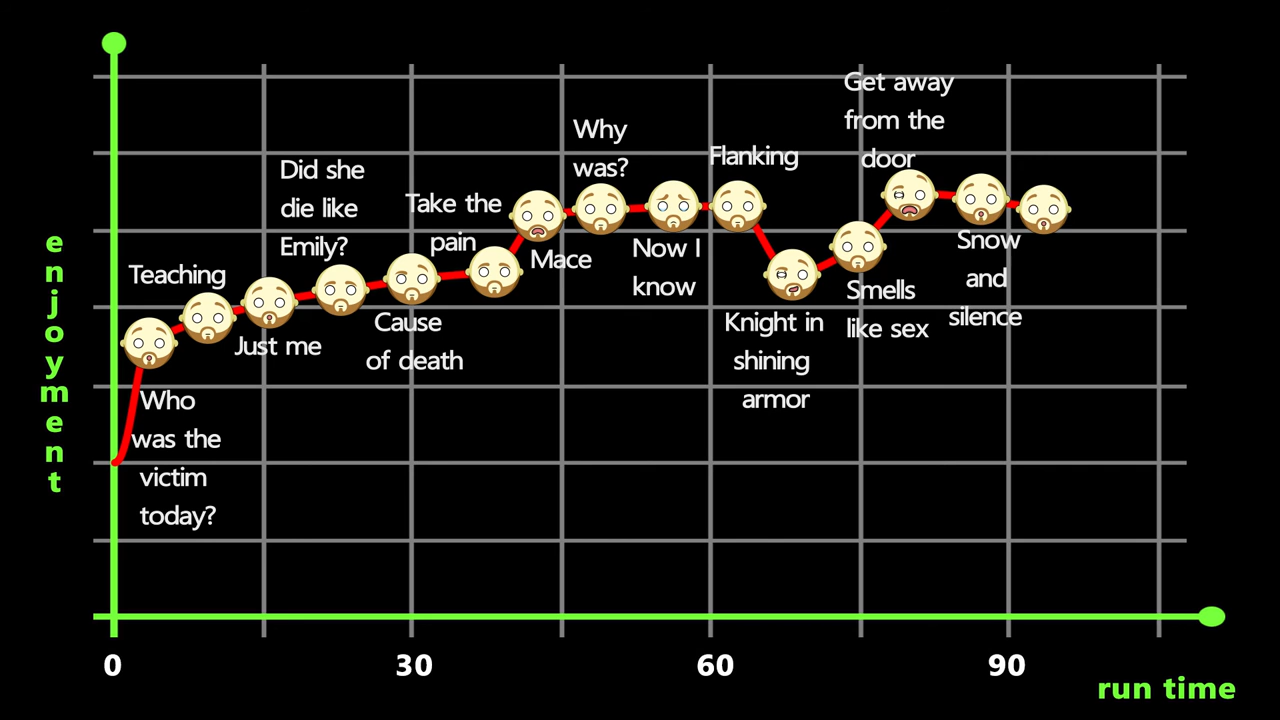 Get away
from the
door
Why
was?
Flanking
Did she
die like
Emily?
Take the
pain
enjoyment
Teaching
Mace
Now I
know
Snow
and
silence
Smells
like sex
Just me
Cause
of death
Knight in
shining
armor
Who
was the
victim
today?
0
30
60
90
run time